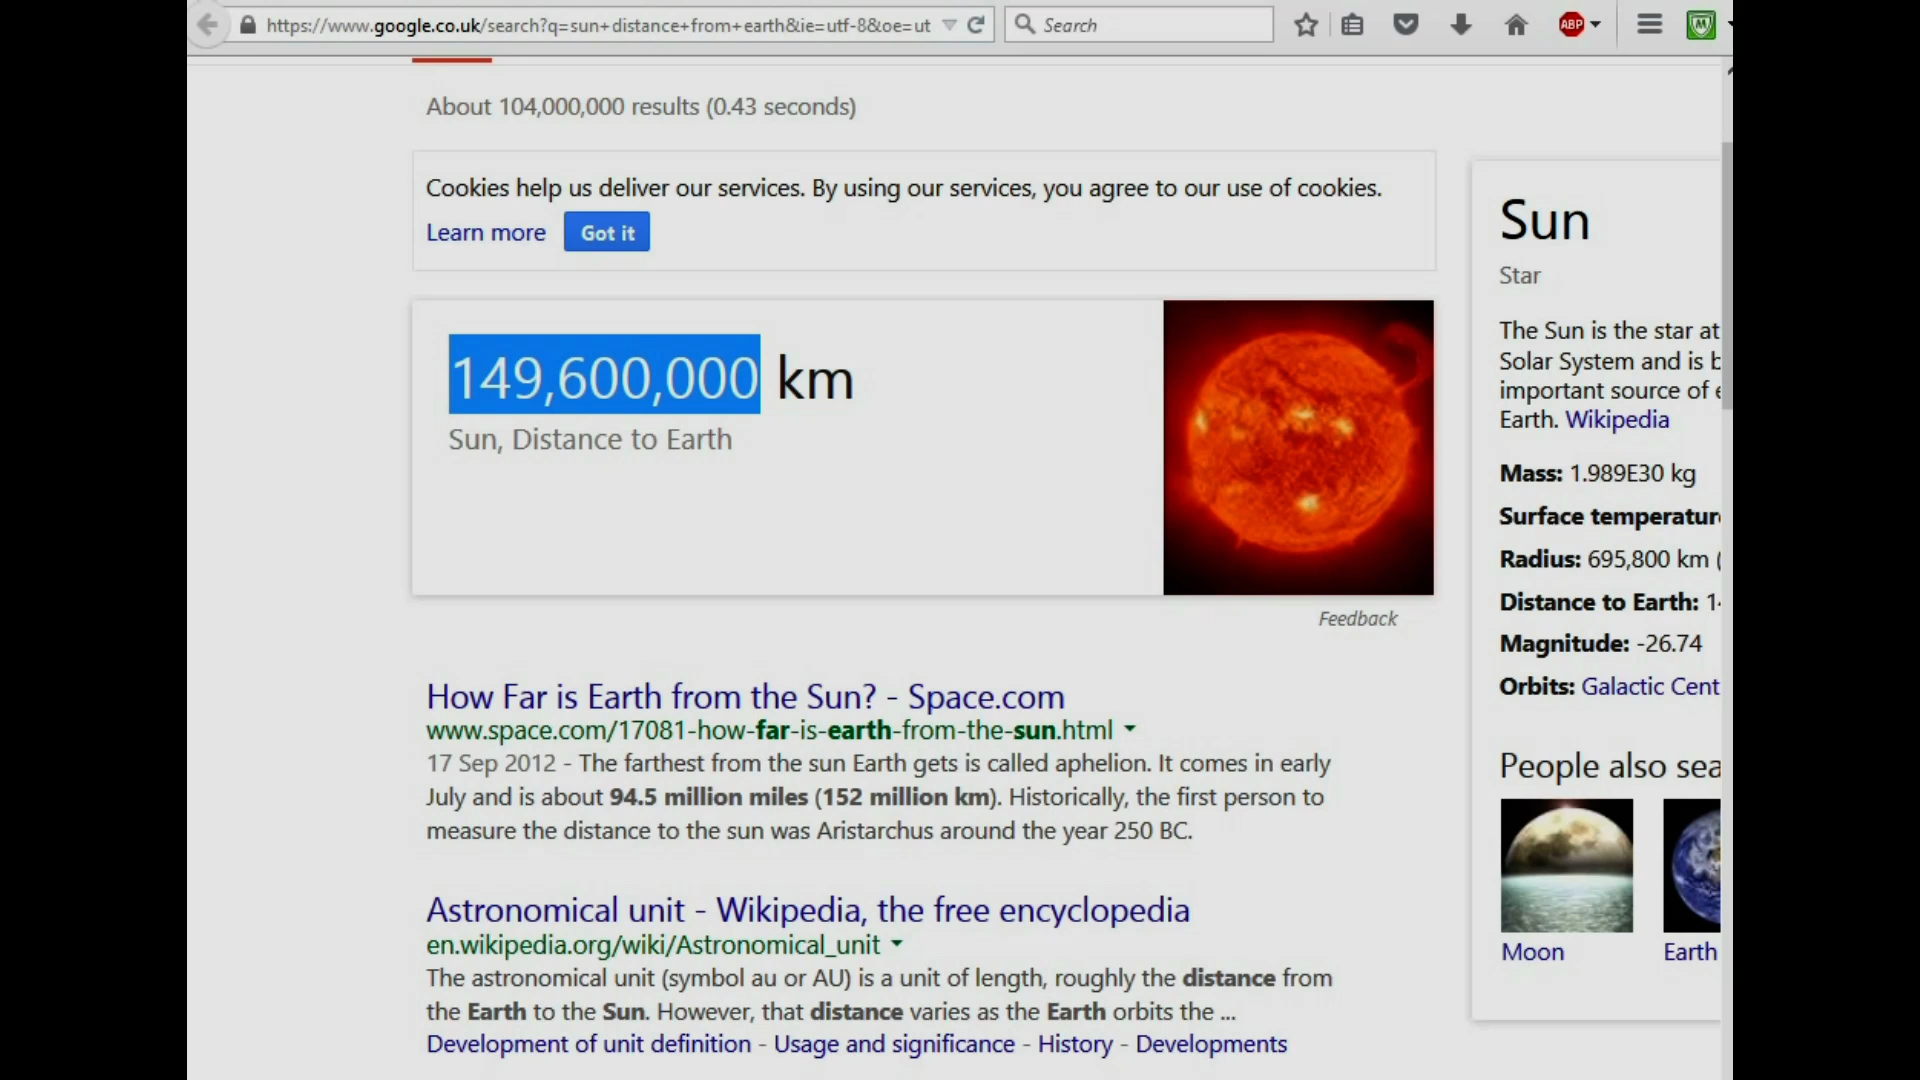 https://www.google.co.uk/search?q=sun+distance+from+earth&ie=utf-8&oe=ut
Search
ABP
About 104,000,000 results (0.43 seconds)
Cookies help us deliver our services. By using our services, you agree to our use of cookies.
Learn more
Got it
149,600,000 km
Sun, Distance to Earth
Feedback
How Far is Earth from the Sun? - Space.com
www.space.com/17081-how-far-is-earth-from-the-sun.html
17 Sep 2012 - The farthest from the sun Earth gets is called aphelion. It comes in early
July and is about 94.5 million miles (152 million km). Historically, the first person to
measure the distance to the sun was Aristarchus around the year 250 BC.
Astronomical unit - Wikipedia, the free encyclopedia
en.wikipedia.org/wiki/Astronomical_unit
The astronomical unit (symbol au or AU) is a unit of length, roughly the distance from
the Earth to the Sun. However, that distance varies as the Earth orbits the ...
Development of unit definition - Usage and significance - History - Developments
Sun
Star
The Sun is the star at
Solar System and is b
important source of e
Earth. Wikipedia
Mass: 1.989E30 kg
Surface temperatur
Radius: 695,800 km (
Distance to Earth: 14
Magnitude: -26.74
Orbits: Galactic Cent
People also sea
Moon
Earth